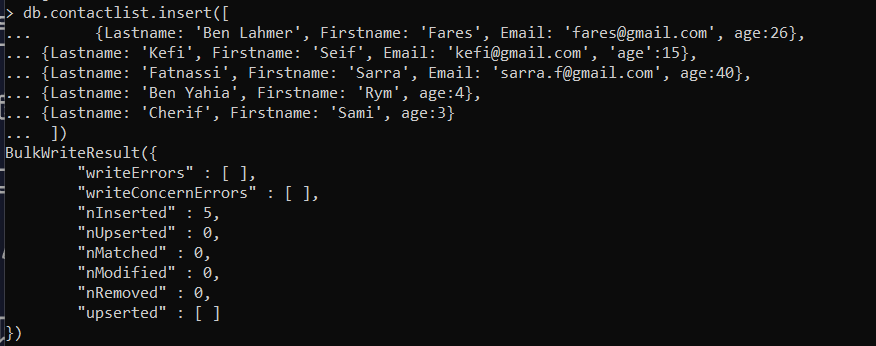 > db.contactlist.insert([
...       {Lastname: 'Ben Lahmer', Firstname: 'Fares', Email: 'fares@gmail.com', age:26},
... {Lastname: 'Kefi', Firstname: 'Seif', Email: 'kefi@gmail.com', 'age':15},
... {Lastname: 'Fatnassi', Firstname: 'Sarra', Email: 'sarra.f@gmail.com', age:40},
... {Lastname: 'Ben Yahia', Firstname: 'Rym', age:4},
... {Lastname: 'Cherif', Firstname: 'Sami', age:3}
...  ])
BulkWriteResult({
        "writeErrors" : [ ],
        "writeConcernErrors" : [ ],
        "nInserted" : 5,
        "nUpserted" : 0,
        "nMatched" : 0,
        "nModified" : 0,
        "nRemoved" : 0,
        "upserted" : [ ]
})